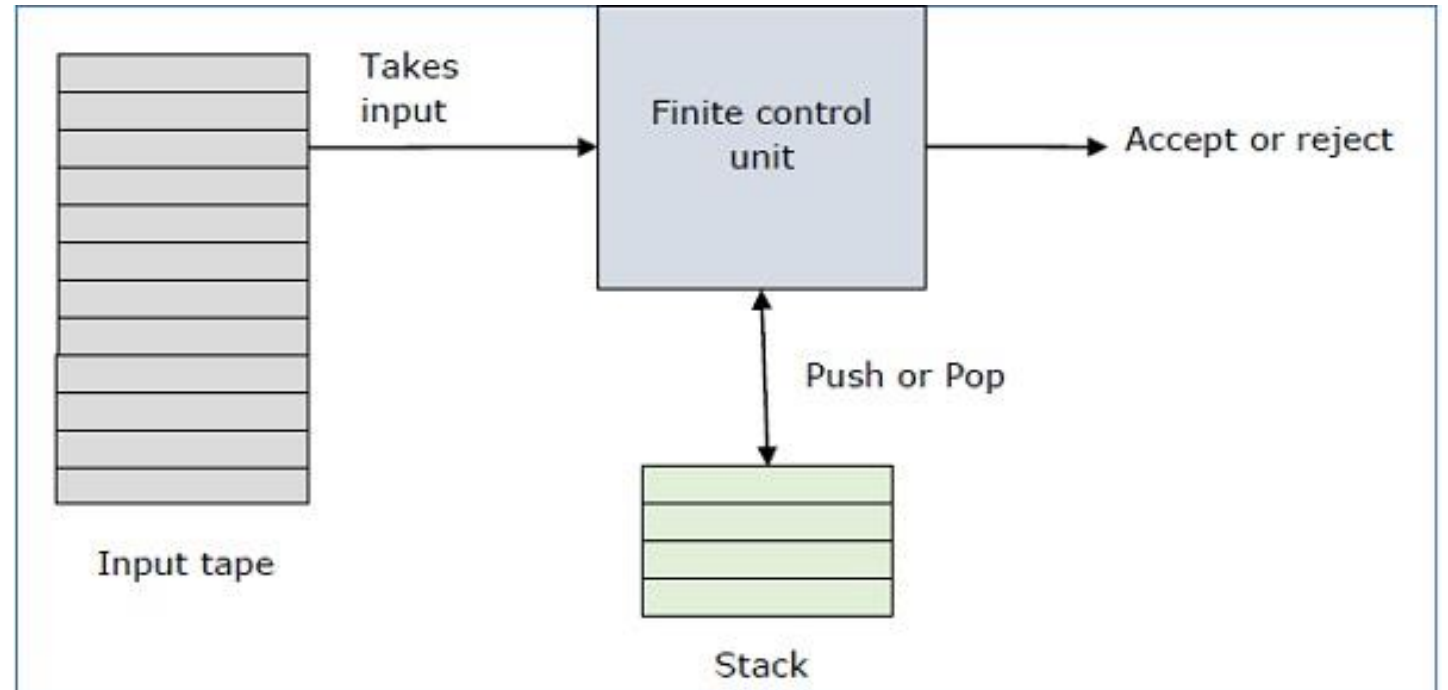 Takes
input
Finite control
unit
Accept or reject
Push or Pop
Input tape
Stack